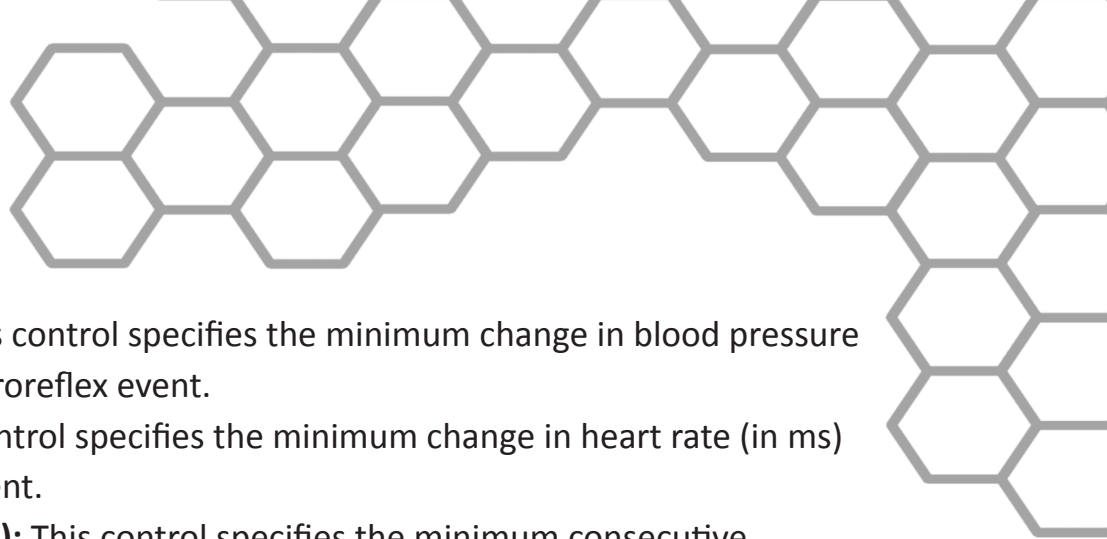 control specifies the minimum change in blood pressure
roreflex event.
ntrol specifies the minimum change in heart rate (in ms)
nt.
): This control specifies the minimum consecutive